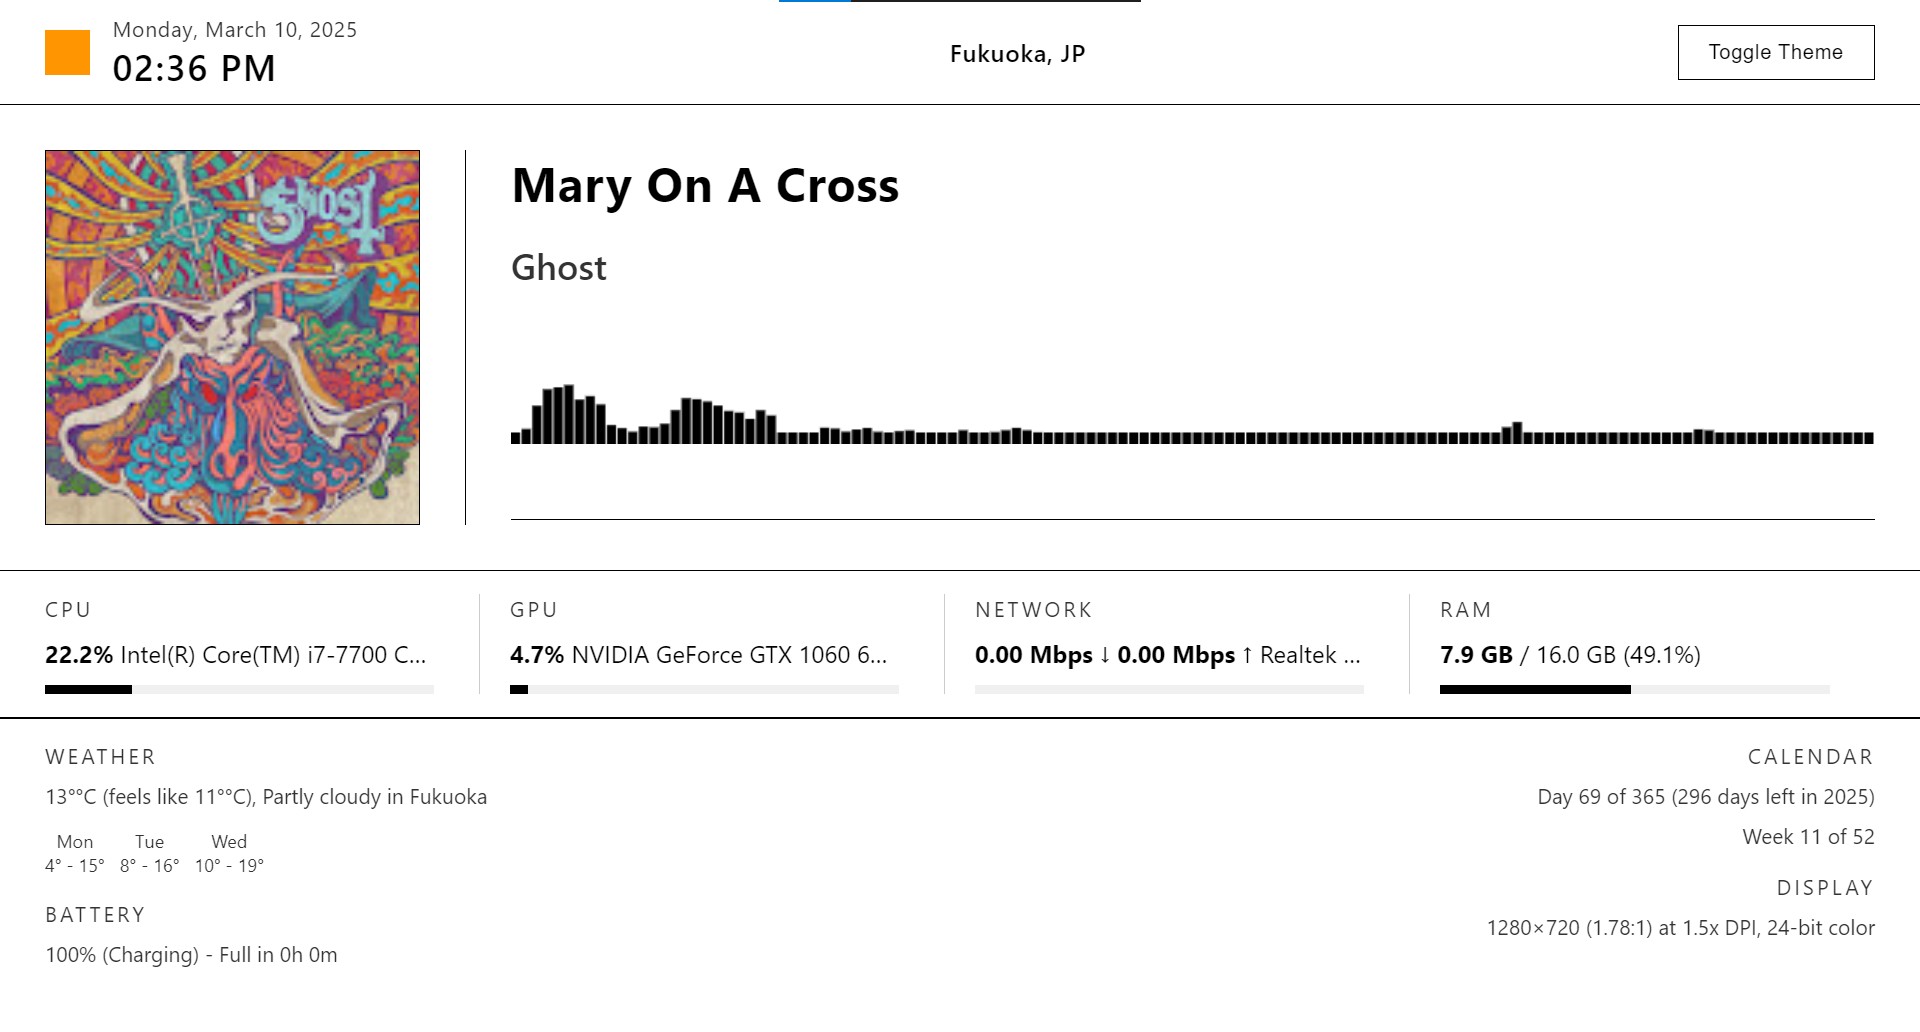 Monday, March 10, 2025
02:36 PM
Fukuoka, JP
Toggle Theme
Ghost
Mary On A Cross
Ghost
CPU
22.2% Intel(R) Core(TM) i7-7700 C...
GPU
4.7% NVIDIA GeForce GTX 1060 6...
NETWORK
0.00 Mbps ↓ 0.00 Mbps ↑ Realtek ...
RAM
7.9 GB / 16.0 GB (49.1%)
WEATHER
13°°C (feels like 11°°C), Partly cloudy in Fukuoka
Mon Tue Wed
4° - 15° 8° - 16° 10° - 19°
BATTERY
100% (Charging) - Full in 0h 0m
CALENDAR
Day 69 of 365 (296 days left in 2025)
Week 11 of 52
DISPLAY
1280×720 (1.78:1) at 1.5x DPI, 24-bit color